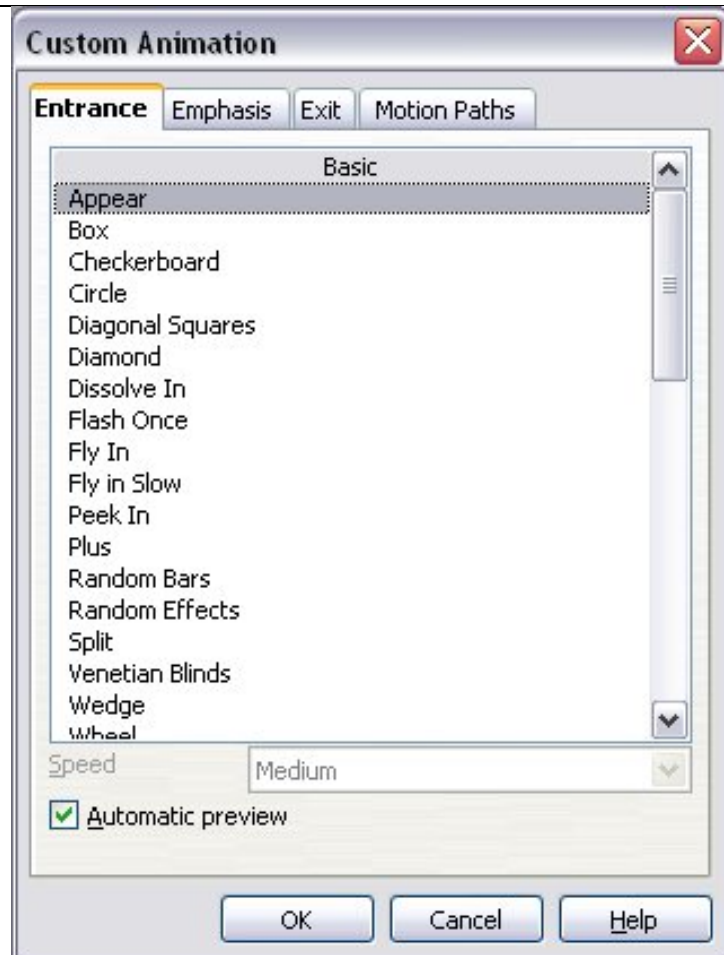 Custom Animation
Entrance Emphasis Exit Motion Paths
Basic
Appear
Box
Checkerboard
Circle
Diagonal Squares
Diamond
Dissolve In
Flash Once
Fly In
Fly in Slow
Peek In
Plus
Random Bars
Random Effects
Split
Venetian Blinds
Wedge
Wheel
Speed Medium
Automatic preview
OK Cancel Help